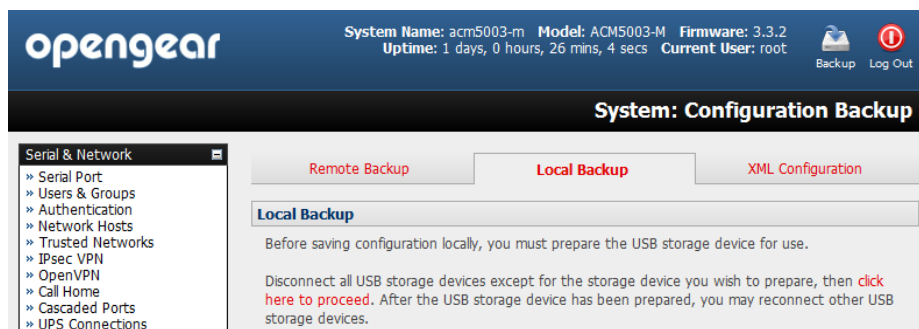 opengear
System Name: acm5003-m Model: ACM5003-M Firmware: 3.3.2
Uptime: 1 days, 0 hours, 26 mins, 4 secs Current User: root
Backup Log Out
System: Configuration Backup
Serial & Network
» Serial Port
» Users & Groups
» Authentication
» Network Hosts
» Trusted Networks
» IPsec VPN
» OpenVPN
» Call Home
» Cascaded Ports
» UPS Connections
Remote Backup Local Backup XML Configuration
Local Backup
Before saving configuration locally, you must prepare the USB storage device for use.
Disconnect all USB storage devices except for the storage device you wish to prepare, then click
here to proceed. After the USB storage device has been prepared, you may reconnect other USB
storage devices.